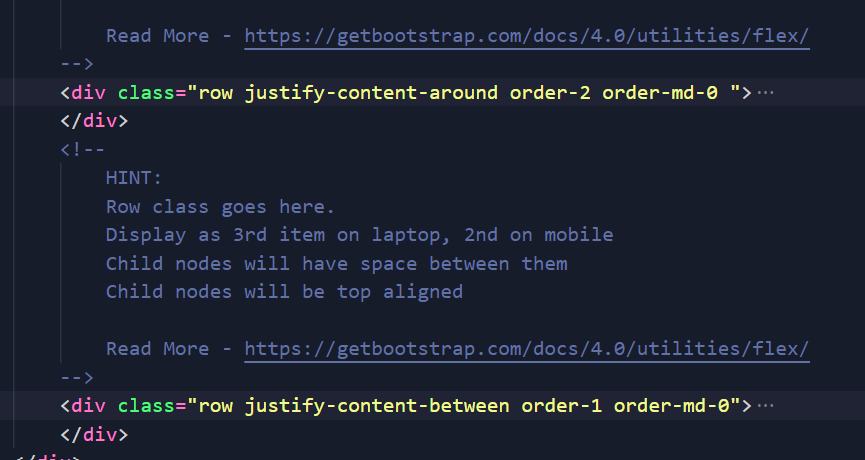 Read More - https://getbootstrap.com/docs/4.0/utilities/flex/
-->
<div class="row justify-content-around order-2 order-md-0 ">···
</div>
<!--
HINT:
Row class goes here.
Display as 3rd item on laptop, 2nd on mobile
Child nodes will have space between them
Child nodes will be top aligned
Read More - https://getbootstrap.com/docs/4.0/utilities/flex/
-->
<div class="row justify-content-between order-1 order-md-0">···
</div>
</div>